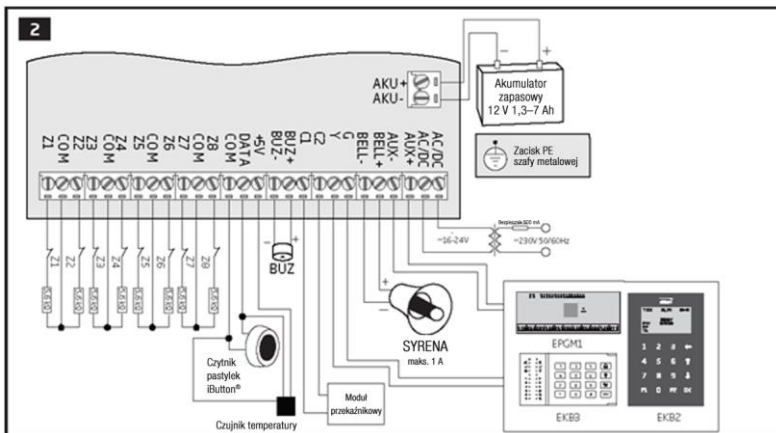 2
AKU+
AKU-
Akumulator
zapasowy
12 V 1,3–7 Ah
Zacisk PE
szafy metalowej
Z1 COM Z2 Z3 COM Z4 Z5 COM Z6 Z7 COM Z8 COM DATA +5V BUZ- BUZ+ C1 C2 Y G BELL- BELL+ AUX- AUX+ AC/DC AC/DC
Bezpiecznik 500 mA
~16-24V
~230V 50/60Hz
Z1 Z2 Z3 Z4 Z5 Z6 Z7 Z8
5,6 kΩ 5,6 kΩ 5,6 kΩ 5,6 kΩ 5,6 kΩ 5,6 kΩ 5,6 kΩ 5,6 kΩ
- +
BUZ
+
-
SYRENA
maks. 1 A
Czytnik
pastylek
iButton®
Czujnik temperatury
Moduł
przekaźnikowy
EPGM1
EKB3
EKB2
1 2 3
4 5 6
7 8 9
0